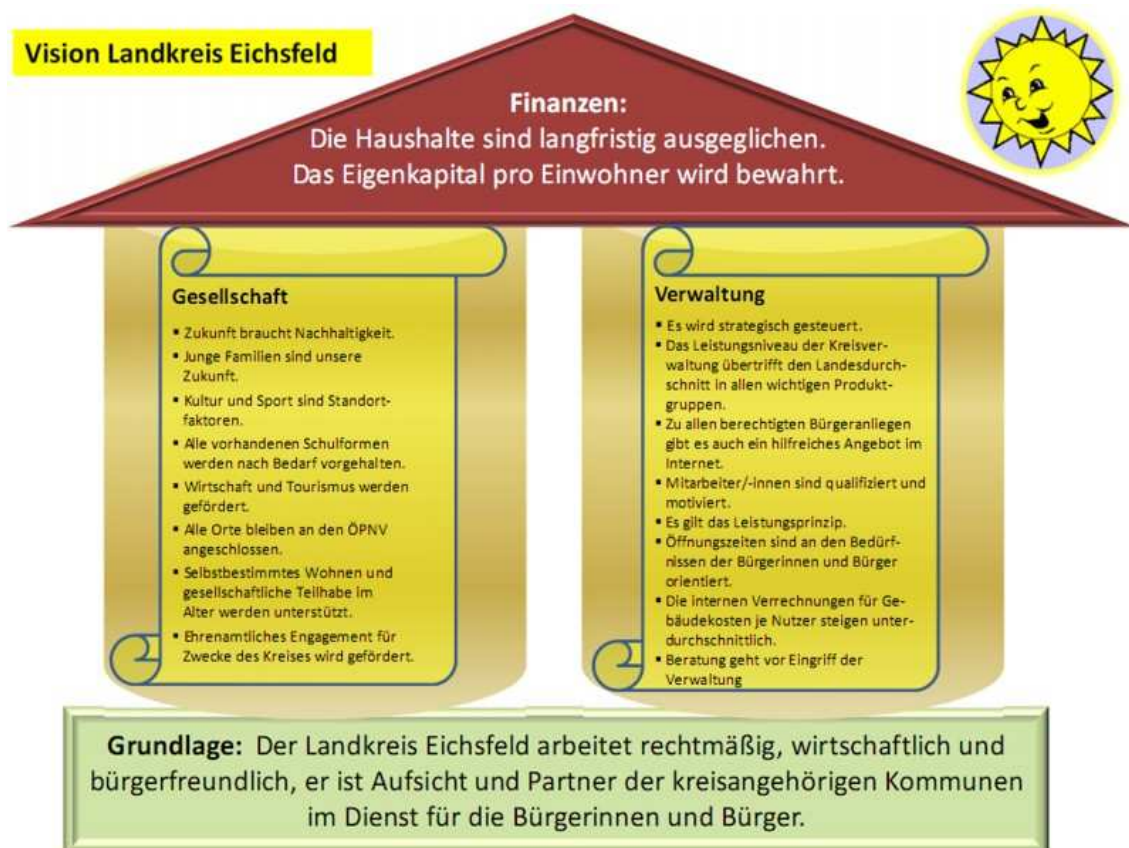 Vision Landkreis Eichsfeld
Finanzen:
Die Haushalte sind langfristig ausgeglichen.
Das Eigenkapital pro Einwohner wird bewahrt.
Gesellschaft
▪ Zukunft braucht Nachhaltigkeit.
▪ Junge Familien sind unsere
Zukunft.
▪ Kultur und Sport sind Standort-
faktoren.
▪ Alle vorhandenen Schulformen
werden nach Bedarf vorgehalten.
▪ Wirtschaft und Tourismus werden
gefördert.
▪ Alle Orte bleiben an den ÖPNV
angeschlossen.
▪ Selbstbestimmtes Wohnen und
gesellschaftliche Teilhabe im
Alter werden unterstützt.
▪ Ehrenamtliches Engagement für
Zwecke des Kreises wird gefördert.
Verwaltung
▪ Es wird strategisch gesteuert.
▪ Das Leistungsniveau der Kreisver-
waltung übertrifft den Landesdurch-
schnitt in allen wichtigen Produkt-
gruppen.
▪ Zu allen berechtigten Bürgeranliegen
gibt es auch ein hilfreiches Angebot im
Internet.
▪ Mitarbeiter/-innen sind qualifiziert und
motiviert.
▪ Es gilt das Leistungsprinzip.
▪ Öffnungszeiten sind an den Bedürf-
nissen der Bürgerinnen und Bürger
orientiert.
▪ Die internen Verrechnungen für Ge-
bäudekosten je Nutzer steigen unter-
durchschnittlich.
▪ Beratung geht vor Eingriff der
Verwaltung
Grundlage: Der Landkreis Eichsfeld arbeitet rechtmäßig, wirtschaftlich und
bürgerfreundlich, er ist Aufsicht und Partner der kreisangehörigen Kommunen
im Dienst für die Bürgerinnen und Bürger.